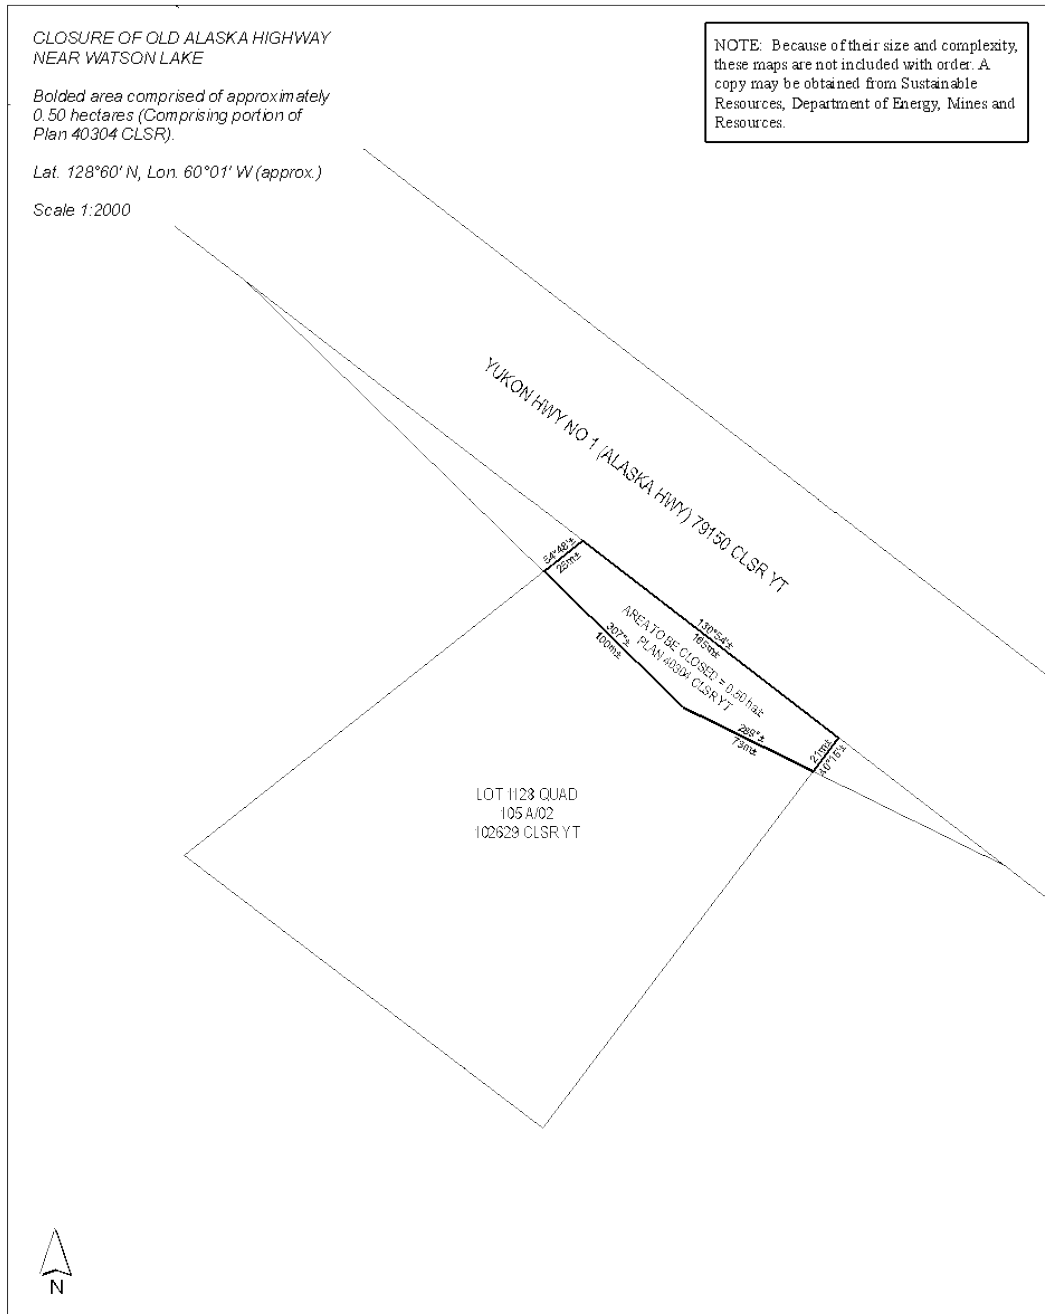 CLOSURE OF OLD ALASKA HIGHWAY
NEAR WATSON LAKE
Bolded area comprised of approximately
0.50 hectares (Comprising portion of
Plan 40304 CLSR).
Lat. 128°60' N, Lon. 60°01' W (approx.)
Scale 1:2000
NOTE: Because of their size and complexity,
these maps are not included with order. A
copy may be obtained from Sustainable
Resources, Department of Energy, Mines and
Resources.
YUKON HWY NO 1 (ALASKA HWY) 79150 CLSR YT
54°48'±
130°54'±
165m±
AREA TO BE CLOSED = 0.50 ha±
PLAN 40304 CLSR YT
307°±
100m±
73m±
21m±
40°15'±
LOT 1128 QUAD
105 A/02
102629 CLSR YT
N